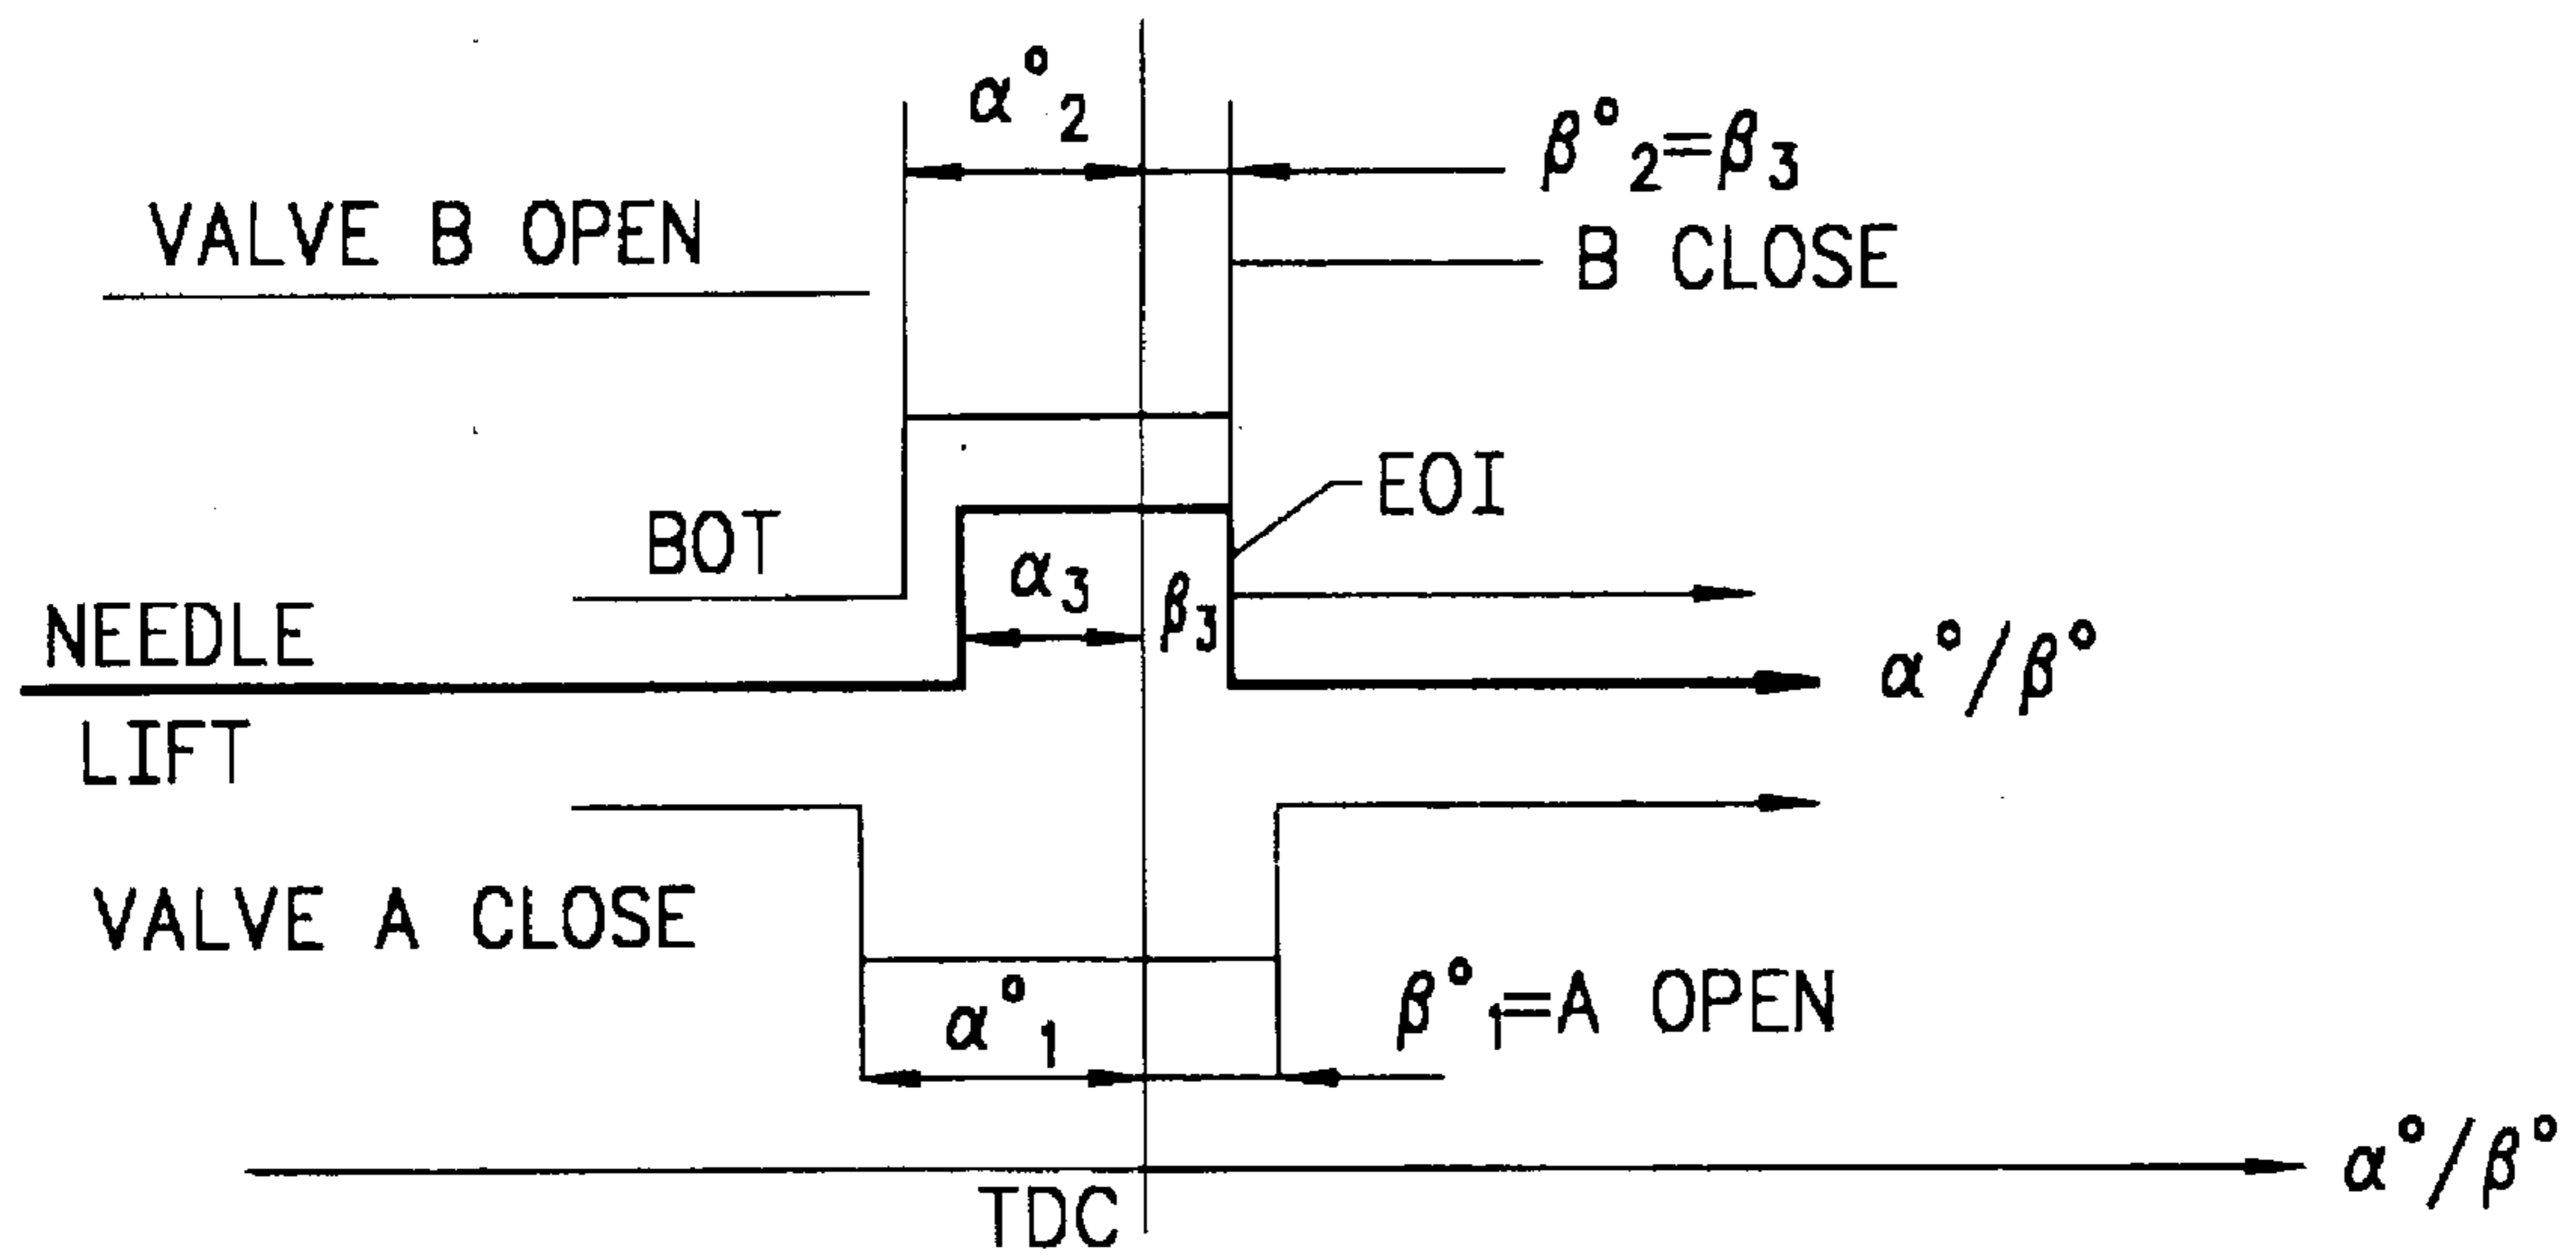 α°2
β°2=β3
VALVE B OPEN
B CLOSE
EOI
BOT
α3
β3
NEEDLE
LIFT
α°/β°
VALVE A CLOSE
α°1
β°1=A OPEN
α°/β°
TDC